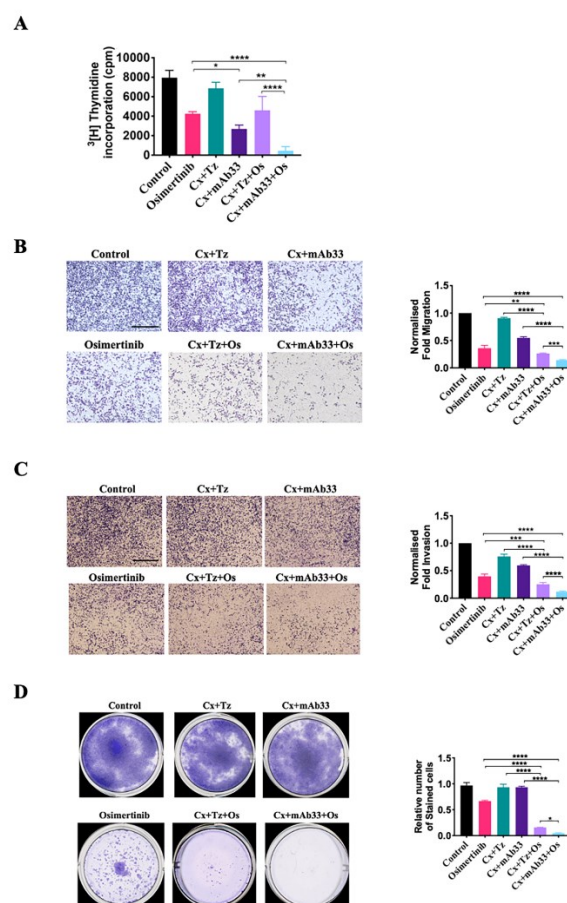 A
³[H] Thymidine
incorporation (cpm)
10000
8000
6000
4000
2000
0
****
*
**
****
Control
Osimertinib
Cx+Tz
Cx+mAb33
Cx+Tz+Os
Cx+mAb33+Os
B
Control
Cx+Tz
Cx+mAb33
Osimertinib
Cx+Tz+Os
Cx+mAb33+Os
Normalised
Fold Migration
1.5
1.0
0.5
0.0
****
**
****
****
***
Control
Osimertinib
Cx+Tz
Cx+mAb33
Cx+Tz+Os
Cx+mAb33+Os
C
Control
Cx+Tz
Cx+mAb33
Osimertinib
Cx+Tz+Os
Cx+mAb33+Os
Normalised
Fold Invasion
1.5
1.0
0.5
0.0
****
***
****
****
****
Control
Osimertinib
Cx+Tz
Cx+mAb33
Cx+Tz+Os
Cx+mAb33+Os
D
Control
Cx+Tz
Cx+mAb33
Osimertinib
Cx+Tz+Os
Cx+mAb33+Os
Relative number
of Stained cells
1.5
1.0
0.5
0.0
****
****
****
****
*
Control
Osimertinib
Cx+Tz
Cx+mAb33
Cx+Tz+Os
Cx+mAb33+Os